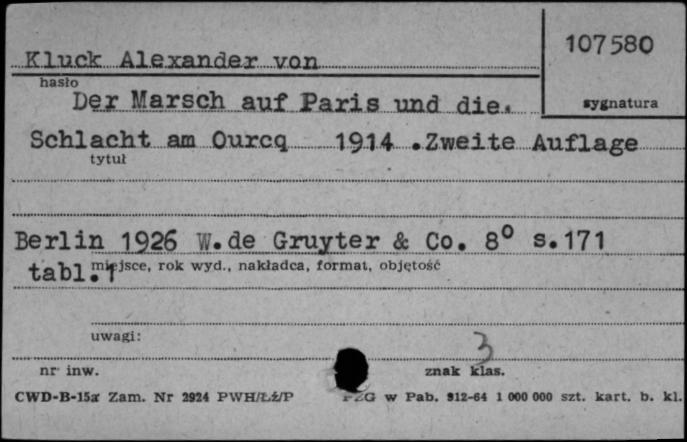 107580
Kluck Alexander von
hasło
sygnatura
Der Marsch auf Paris und die.
Schlacht am Ourcq 1914 .Zweite Auflage
tytuł
Berlin 1926 W.de Gruyter & Co. 8° s.171
tabl.1
miejsce, rok wyd., nakładca, format, objętość
uwagi:
3
nr inw.
znak klas.
CWD-B-15a Zam. Nr 2924 PWH/Łź/P
w Pab. 912-64 1 000 000 szt. kart. b. kl.